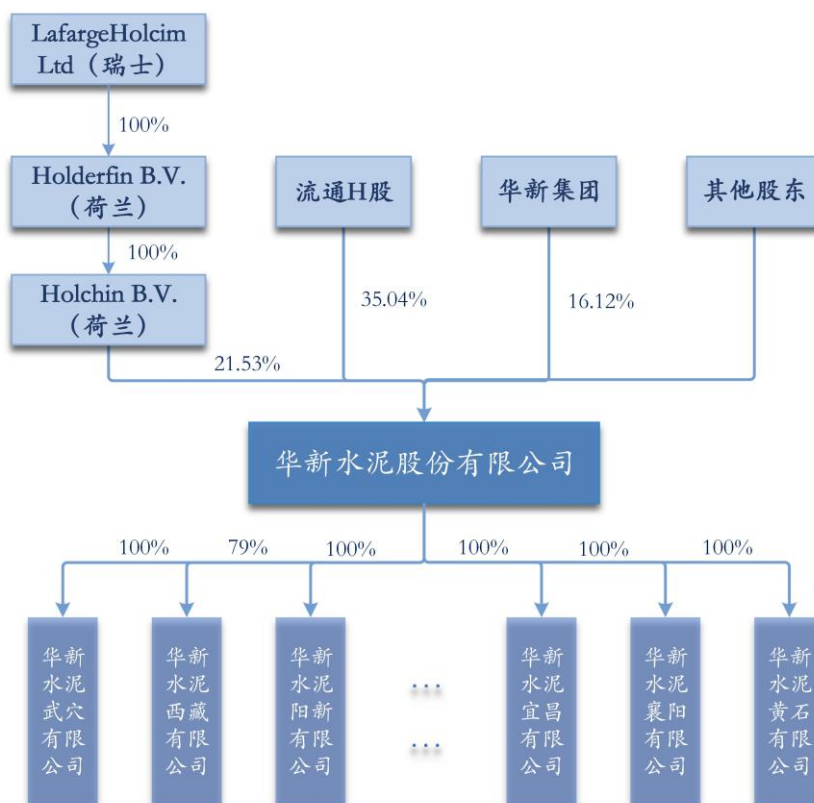 LafargeHolcim
Ltd（瑞士）
100%
Holderfin B.V.
（荷兰）
流通H股
华新集团
其他股东
100%
Holchin B.V.
（荷兰）
35.04%
16.12%
21.53%
华新水泥股份有限公司
100%
79%
100%
100%
100%
100%
华新
水泥
武穴
有限
公司
华新
水泥
西藏
有限
公司
华新
水泥
阳新
有限
公司
...
...
华新
水泥
宜昌
有限
公司
华新
水泥
襄阳
有限
公司
华新
水泥
黄石
有限
公司